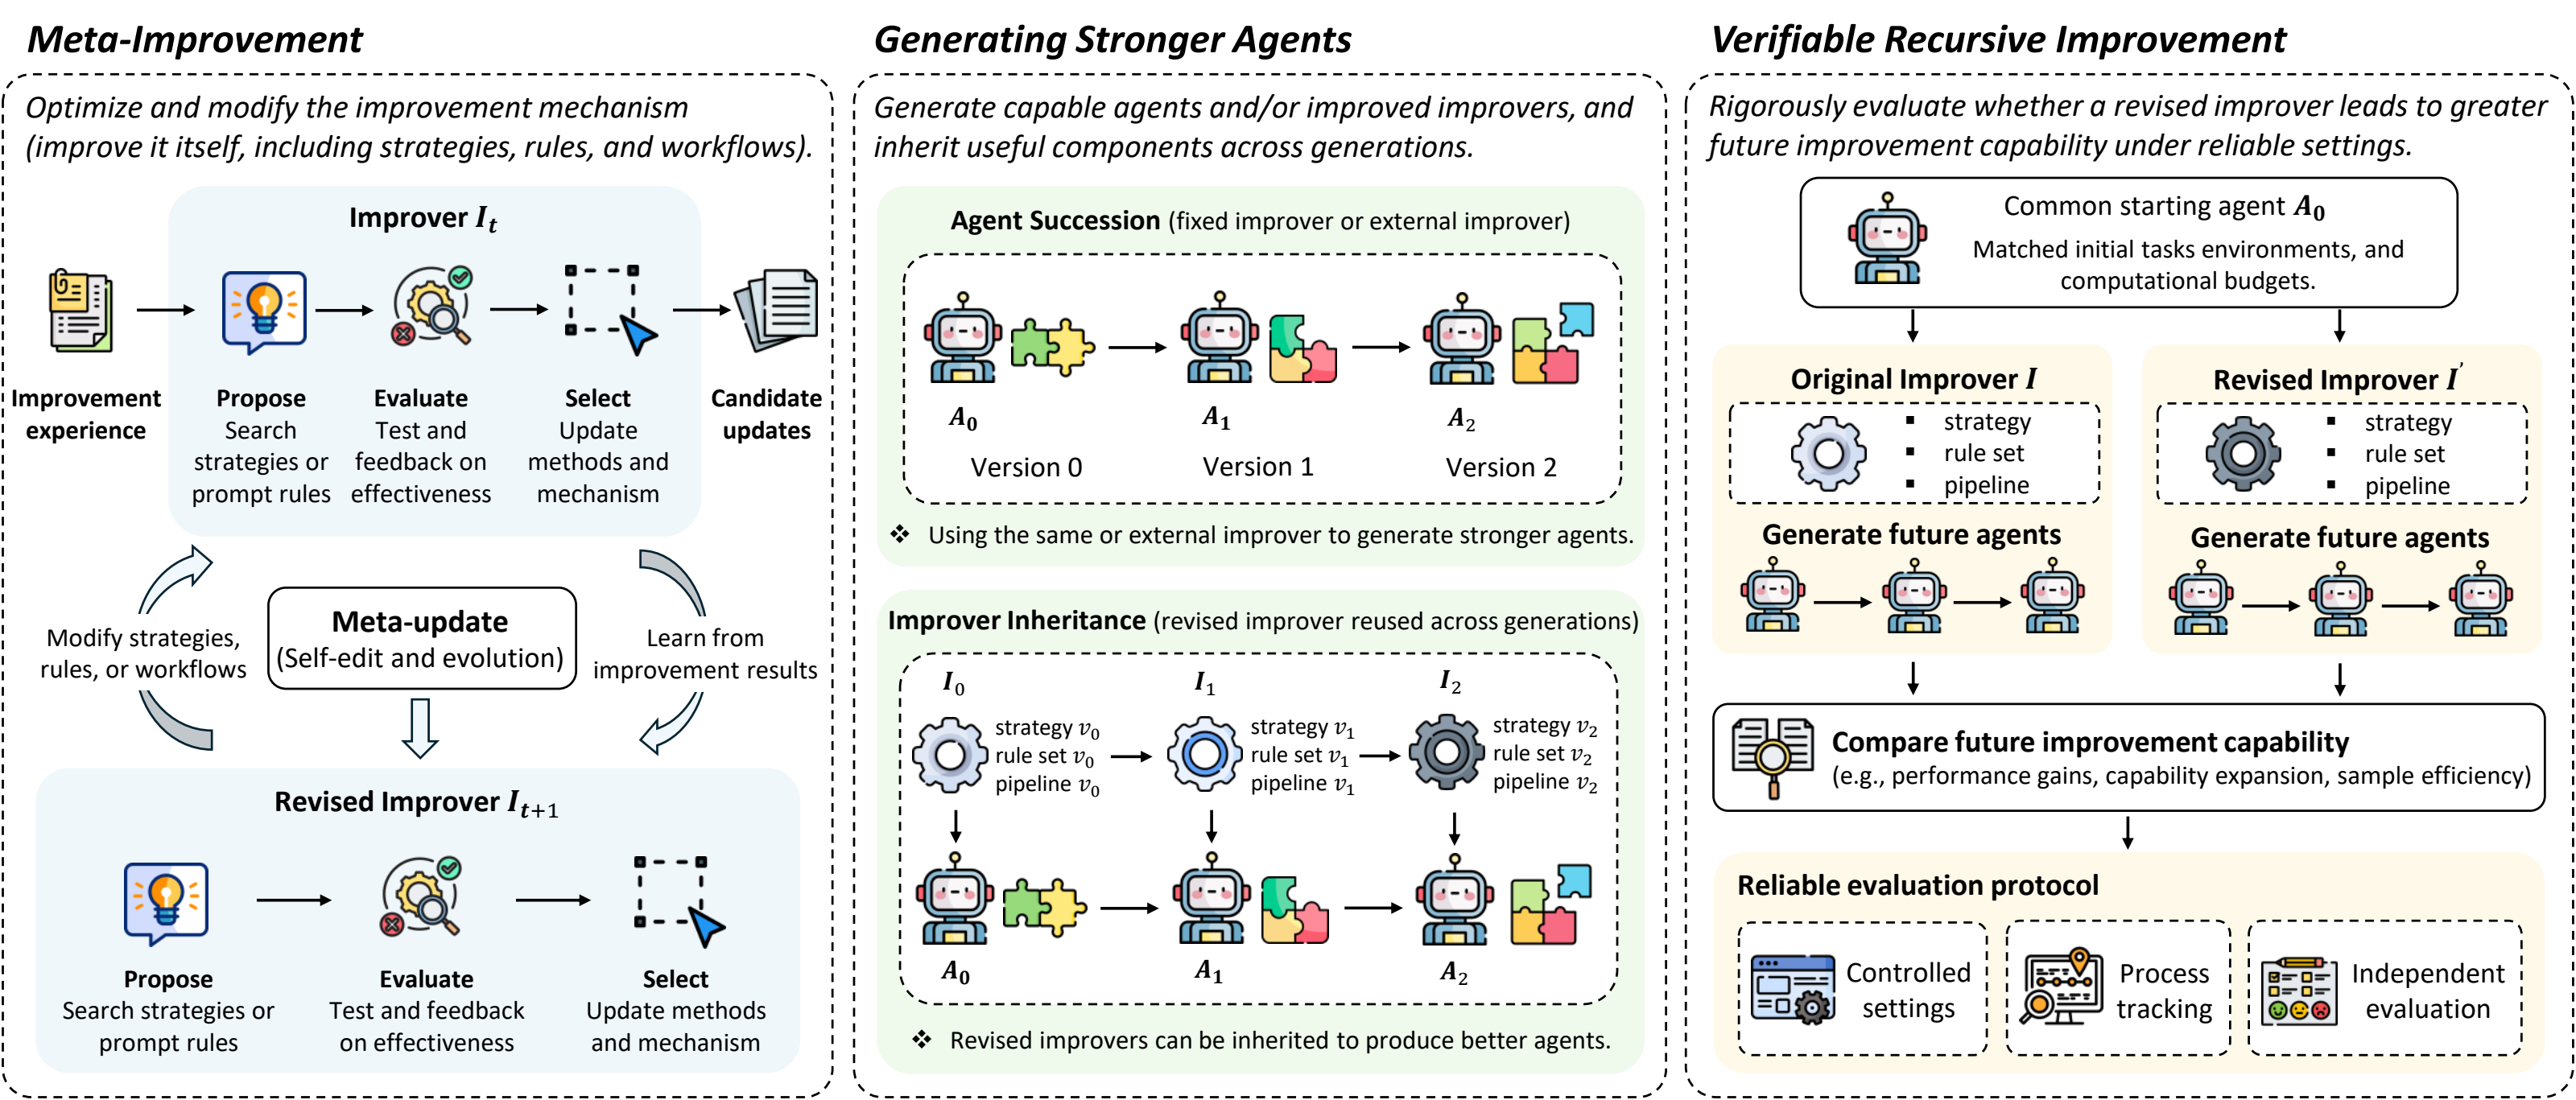 Meta-Improvement
Optimize and modify the improvement mechanism
(improve it itself, including strategies, rules, and workflows).
Improver I_t
Improvement
experience
Propose
Search
strategies or
prompt rules
Evaluate
Test and
feedback on
effectiveness
Select
Update
methods and
mechanism
Candidate
updates
Modify strategies,
rules, or workflows
Meta-update
(Self-edit and evolution)
Learn from
improvement results
Revised Improver I_{t+1}
Propose
Search strategies or
prompt rules
Evaluate
Test and feedback
on effectiveness
Select
Update methods
and mechanism
Generating Stronger Agents
Generate capable agents and/or improved improvers, and
inherit useful components across generations.
Agent Succession (fixed improver or external improver)
A_0
A_1
A_2
Version 0
Version 1
Version 2
❖ Using the same or external improver to generate stronger agents.
Improver Inheritance (revised improver reused across generations)
I_0
I_1
I_2
strategy v_0
rule set v_0
pipeline v_0
strategy v_1
rule set v_1
pipeline v_1
strategy v_2
rule set v_2
pipeline v_2
A_0
A_1
A_2
❖ Revised improvers can be inherited to produce better agents.
Verifiable Recursive Improvement
Rigorously evaluate whether a revised improver leads to greater
future improvement capability under reliable settings.
Common starting agent A_0
Matched initial tasks environments, and
computational budgets.
Original Improver I
▪ strategy
▪ rule set
▪ pipeline
Generate future agents
Revised Improver I'
▪ strategy
▪ rule set
▪ pipeline
Generate future agents
Compare future improvement capability
(e.g., performance gains, capability expansion, sample efficiency)
Reliable evaluation protocol
Controlled
settings
Process
tracking
Independent
evaluation